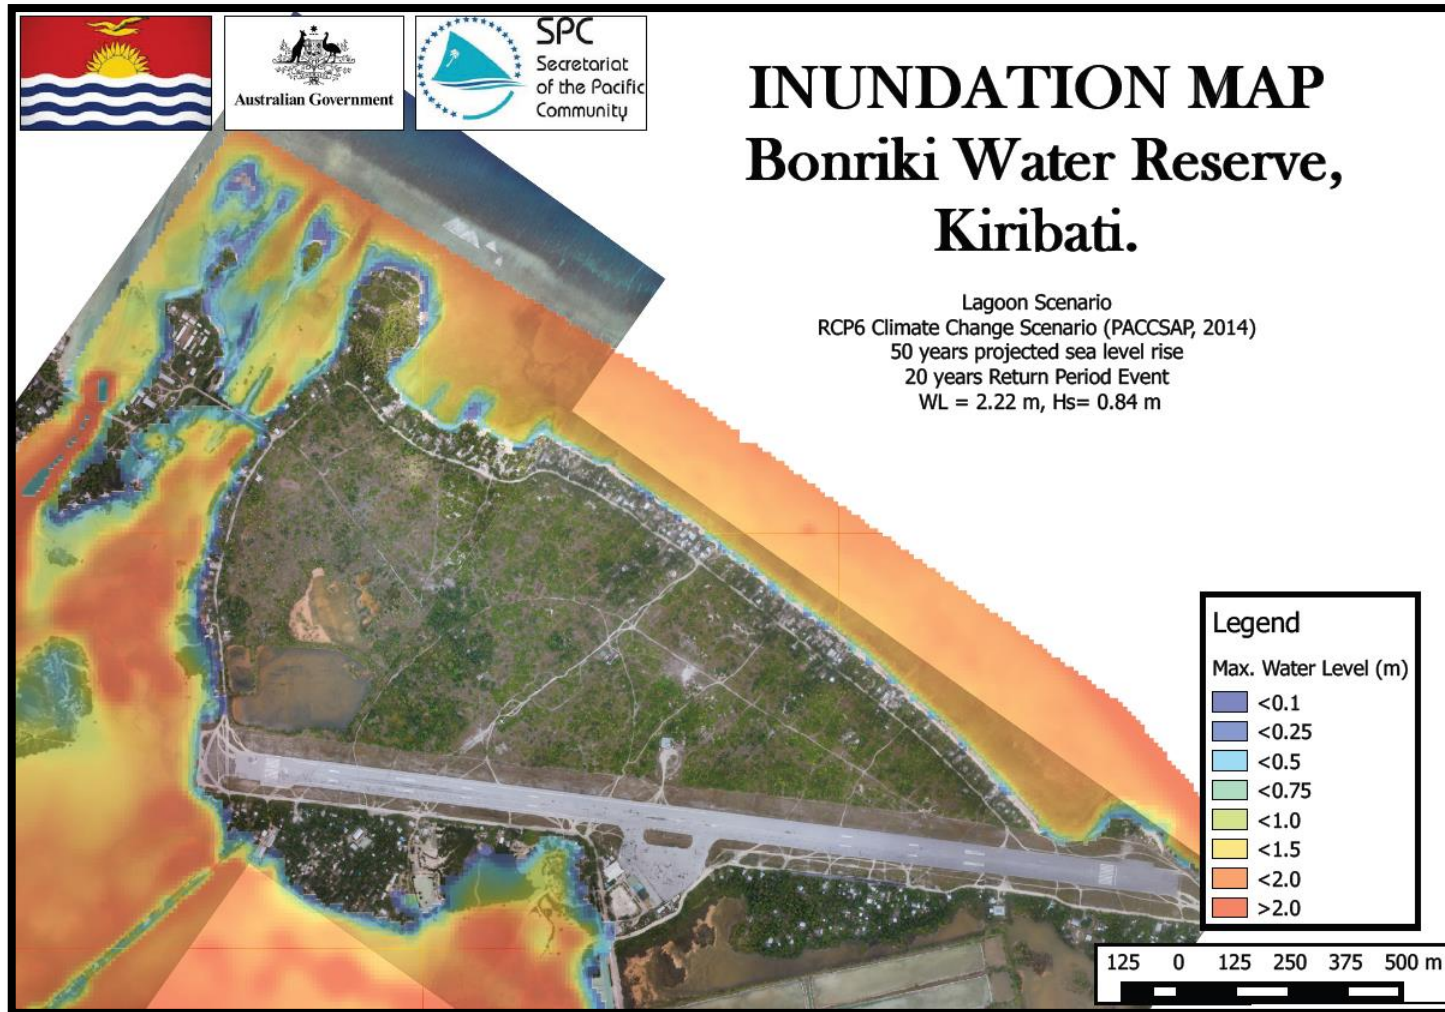 Australian Government
SPC
Secretariat
of the Pacific
Community
INUNDATION MAP
Bonriki Water Reserve,
Kiribati.
Lagoon Scenario
RCP6 Climate Change Scenario (PACCSAP, 2014)
50 years projected sea level rise
20 years Return Period Event
WL = 2.22 m, Hs= 0.84 m
Legend
Max. Water Level (m)
<0.1
<0.25
<0.5
<0.75
<1.0
<1.5
<2.0
>2.0
125 0 125 250 375 500 m